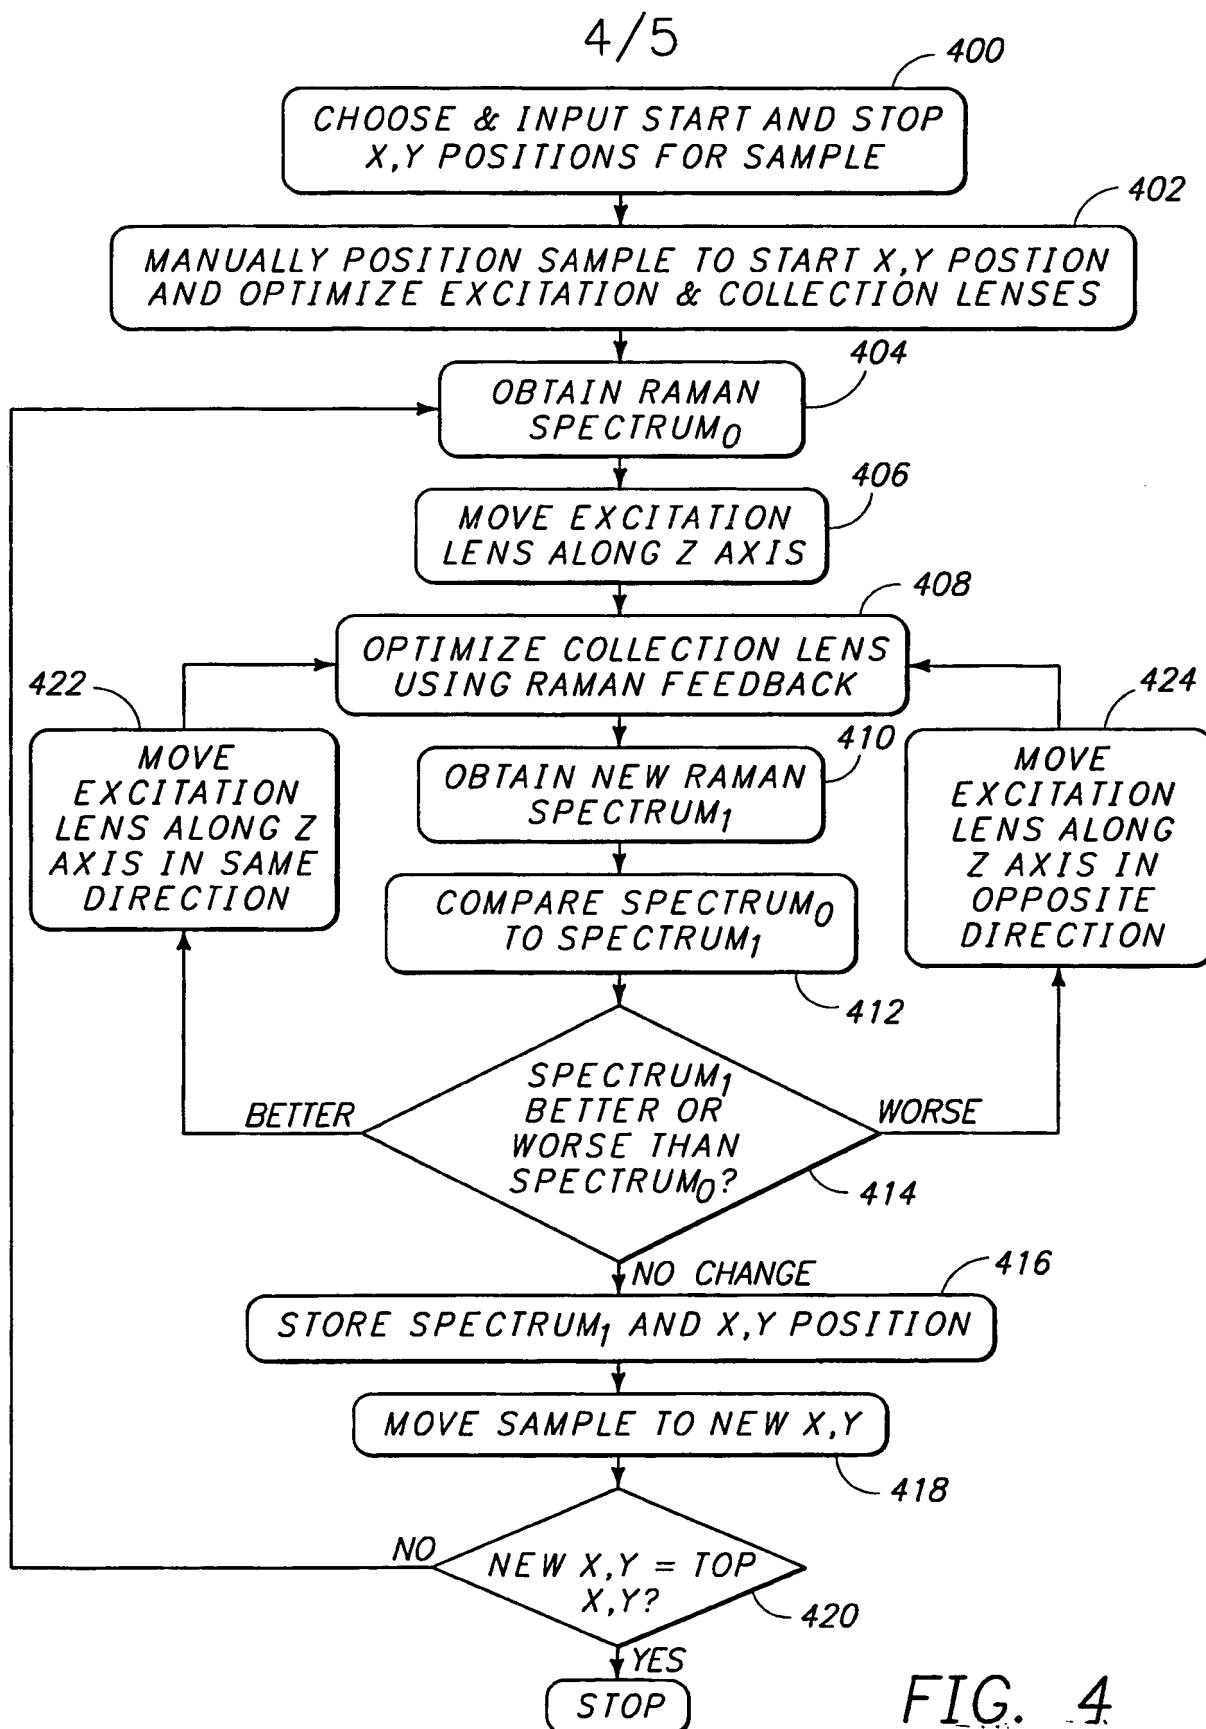 4/5
400
CHOOSE & INPUT START AND STOP
X,Y POSITIONS FOR SAMPLE
402
MANUALLY POSITION SAMPLE TO START X,Y POSTION
AND OPTIMIZE EXCITATION & COLLECTION LENSES
404
OBTAIN RAMAN
SPECTRUM0
406
MOVE EXCITATION
LENS ALONG Z AXIS
408
OPTIMIZE COLLECTION LENS
USING RAMAN FEEDBACK
422
MOVE
EXCITATION
LENS ALONG Z
AXIS IN SAME
DIRECTION
424
MOVE
EXCITATION
LENS ALONG
Z AXIS IN
OPPOSITE
DIRECTION
410
OBTAIN NEW RAMAN
SPECTRUM1
COMPARE SPECTRUM0
TO SPECTRUM1
412
SPECTRUM1
BETTER OR
WORSE THAN
SPECTRUM0?
BETTER
WORSE
414
NO CHANGE
416
STORE SPECTRUM1 AND X,Y POSITION
MOVE SAMPLE TO NEW X,Y
418
NO
NEW X,Y = TOP
X,Y?
420
YES
STOP
FIG. 4